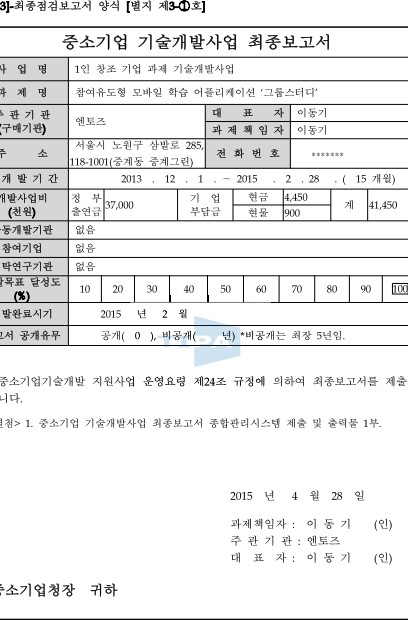 3]-최종점검보고서 양식 [별지 제3-①호]
중소기업 기술개발사업 최종보고서
사 업 명 1인 창조 기업 과제 기술개발사업
과 제 명 참여유도형 모바일 학습 어플리케이션 '그룹스터디'
주 관 기 관 (구매기관) 엔토즈 대 표 자 이동기
과 제 책 임 자 이동기
주 소 서울시 노원구 삼발로 285, 118-1001(중계동 중계그린) 전 화 번 호 *******
개 발 기 간 2013 . 12 . 1 . ~ 2015 . 2 . 28 . ( 15 개월)
개발사업비 (천원) 정 부 출연금 37,000 기 업 부담금 현금 4,450 계 41,450
현물 900
공동개발기관 없음
참여기업 없음
탁연구기관 없음
발목표 달성도 (%) 10 20 30 40 50 60 70 80 90 100
발완료시기 2015 년 2 월
고서 공개유무 공개( 0 ), 비공개( 년) *비공개는 최장 5년임.
중소기업기술개발 지원사업 운영요령 제24조 규정에 의하여 최종보고서를 제출
니다.
첨> 1. 중소기업 기술개발사업 최종보고서 종합관리시스템 제출 및 출력물 1부.
2015 년 4 월 28 일
과제책임자 : 이 동 기 (인)
주 관 기 관 : 엔토즈
대 표 자 : 이 동 기 (인)
중소기업청장 귀하